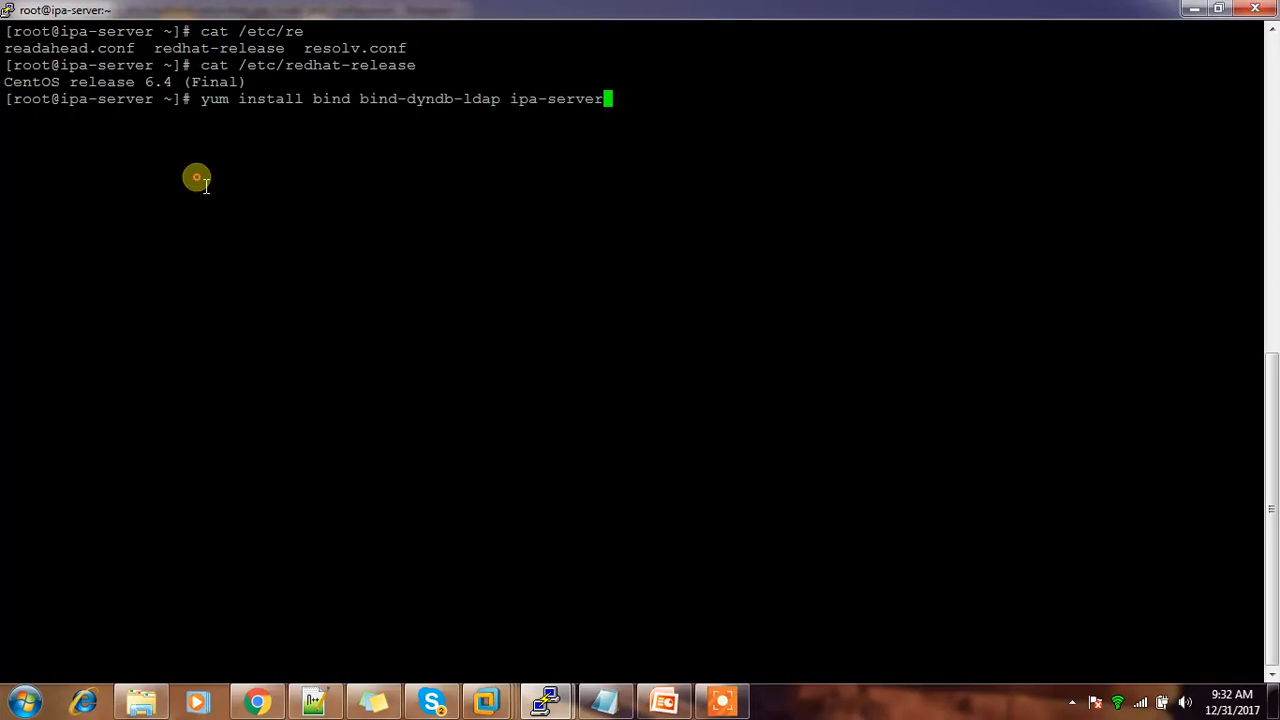 root@ipa-server:~
[root@ipa-server ~]# cat /etc/re
readahead.conf  redhat-release  resolv.conf
[root@ipa-server ~]# cat /etc/redhat-release
CentOS release 6.4 (Final)
[root@ipa-server ~]# yum install bind bind-dyndb-ldap ipa-server
9:32 AM
12/31/2017